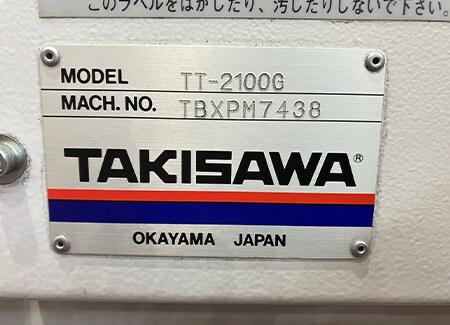 このラベルをはがしたり、汚したりしないで下さい。
MODEL TT-2100G
MACH. NO. TBXPM7438
TAKISAWA®
OKAYAMA JAPAN